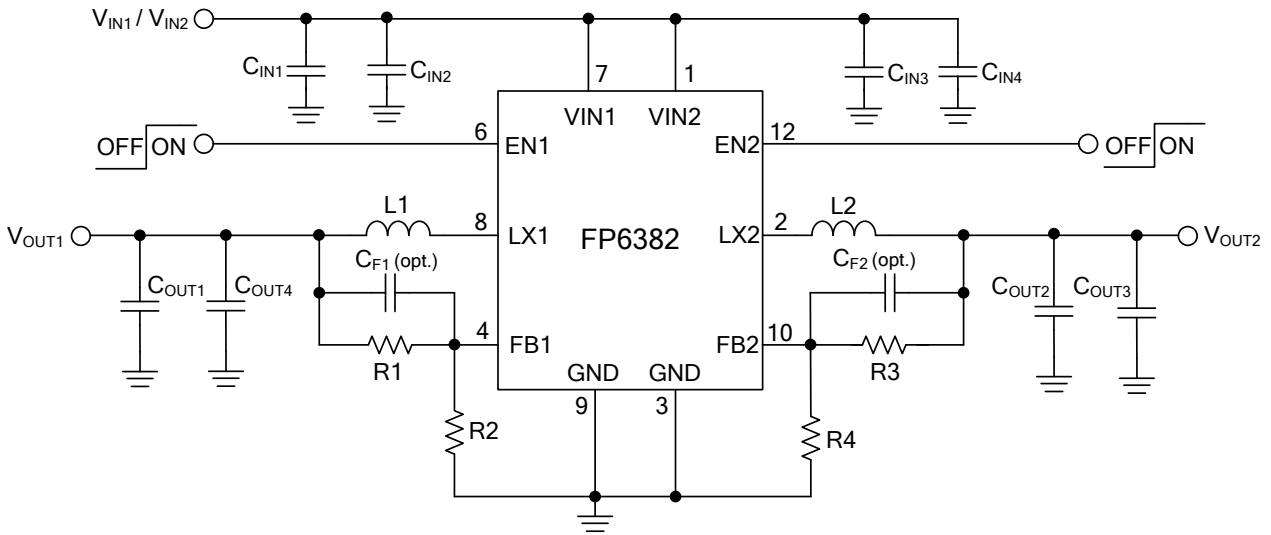 VIN1 / VIN2
CIN1
CIN2
CIN3
CIN4
7
1
VIN1
VIN2
6
12
OFF
ON
EN1
EN2
OFF
ON
L1
L2
8
2
VOUT1
LX1
FP6382
LX2
VOUT2
CF1 (opt.)
CF2 (opt.)
COUT1
COUT4
COUT2
COUT3
4
10
FB1
FB2
R1
R3
GND
GND
9
3
R2
R4